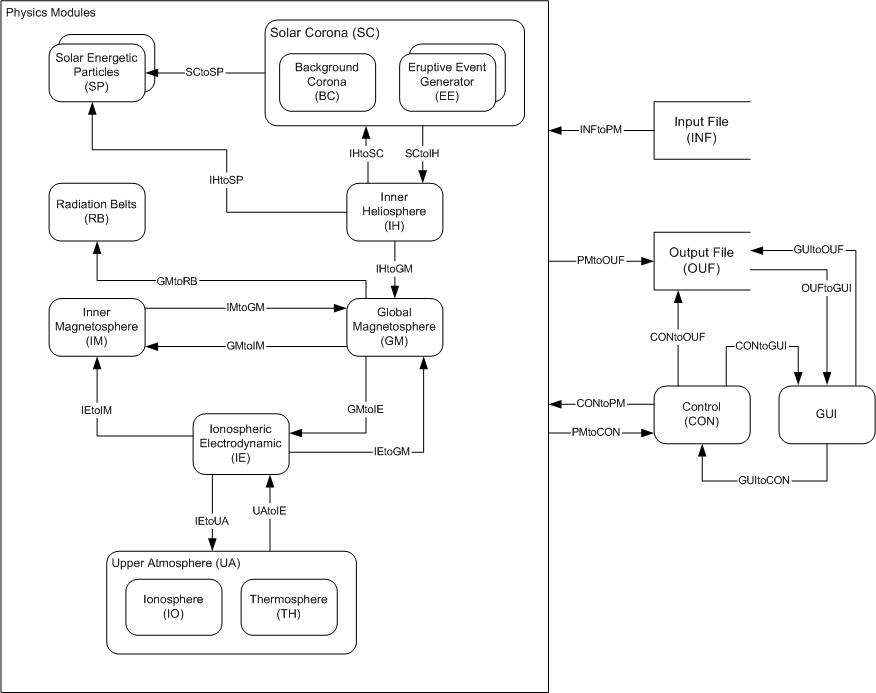 Physics Modules
Solar Corona (SC)
Solar Energetic
Particles
(SP)
SCtoSP
Background
Corona
(BC)
Eruptive Event
Generator
(EE)
INFtoPM
Input File
(INF)
IHtoSC
SCtoIH
IHtoSP
Radiation Belts
(RB)
Inner
Heliosphere
(IH)
IHtoGM
PMtoOUF
Output File
(OUF)
GUItoOUF
OUFtoGUI
GMtoRB
Inner
Magnetosphere
(IM)
IMtoGM
GMtoIM
Global
Magnetosphere
(GM)
CONtoOUF
CONtoGUI
IEtoIM
GMtoIE
CONtoPM
PMtoCON
Control
(CON)
GUI
Ionospheric
Electrodynamic
(IE)
IEtoGM
GUItoCON
IEtoUA
UAtoIE
Upper Atmosphere (UA)
Ionosphere
(IO)
Thermosphere
(TH)